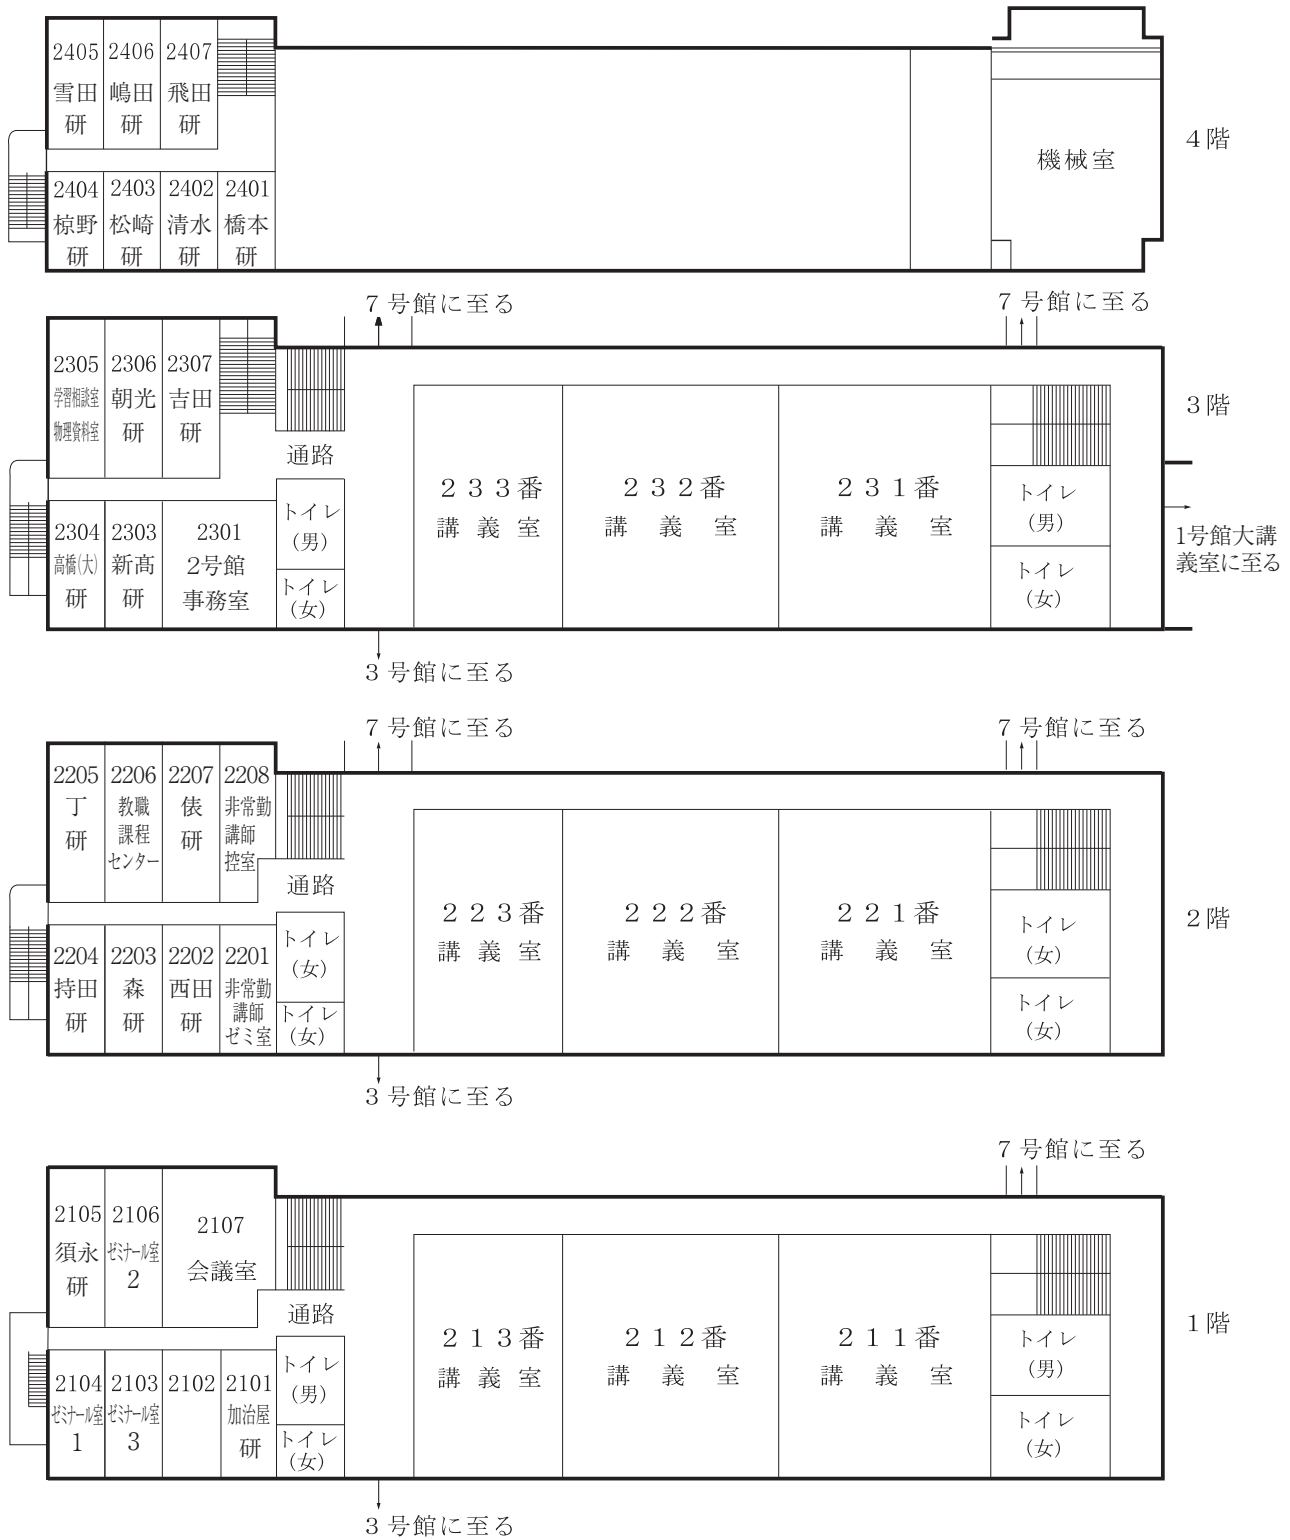 2405
雪田
研
2406
嶋田
研
2407
飛田
研
2404
椋野
研
2403
松崎
研
2402
清水
研
2401
橋本
研
機械室
4階
7号館に至る
7号館に至る
2305
学習相談室
物理資料室
2306
朝光
研
2307
吉田
研
通路
2304
高橋(大)
研
2303
新髙
研
2301
2号館
事務室
トイレ
(男)
トイレ
(女)
233番
講義室
232番
講義室
231番
講義室
トイレ
(男)
トイレ
(女)
3階
1号館大講
義室に至る
3号館に至る
7号館に至る
7号館に至る
2205
丁
研
2206
教職
課程
センター
2207
俵
研
2208
非常勤
講師
控室
通路
2204
持田
研
2203
森
研
2202
西田
研
2201
非常勤
講師
ゼミ室
トイレ
(女)
トイレ
(女)
223番
講義室
222番
講義室
221番
講義室
トイレ
(女)
トイレ
(女)
2階
3号館に至る
7号館に至る
2105
須永
研
2106
ゼミナール室
2
2107
会議室
通路
2104
ゼミナール室
1
2103
ゼミナール室
3
2102
2101
加治屋
研
トイレ
(男)
トイレ
(女)
213番
講義室
212番
講義室
211番
講義室
トイレ
(男)
トイレ
(女)
1階
3号館に至る